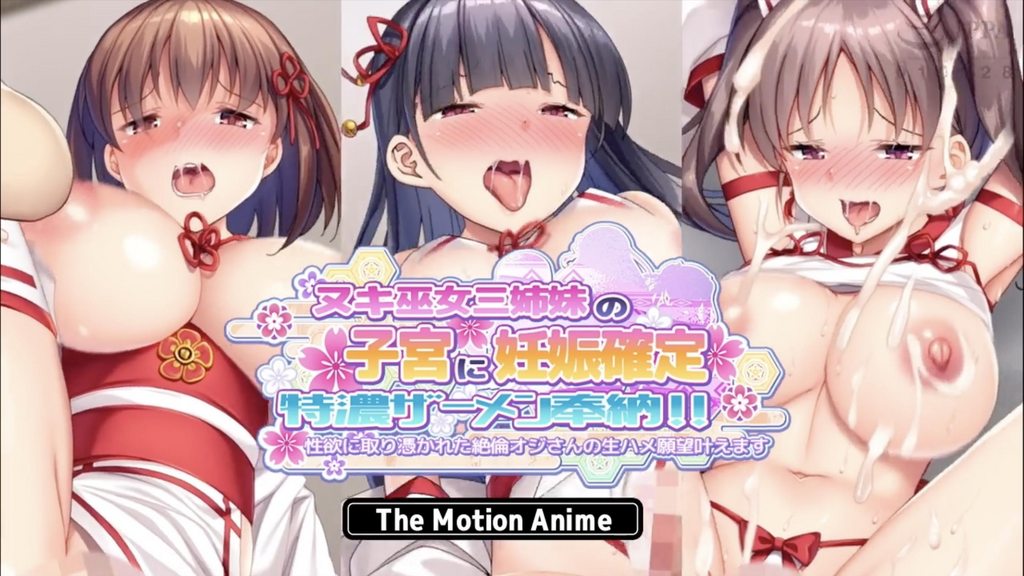 ヌキ巫女三姉妹の
子宮に妊娠確定
特濃ザーメン奉納!!
性欲に取り憑かれた絶倫オジさんの生ハメ願望叶えます
The Motion Anime